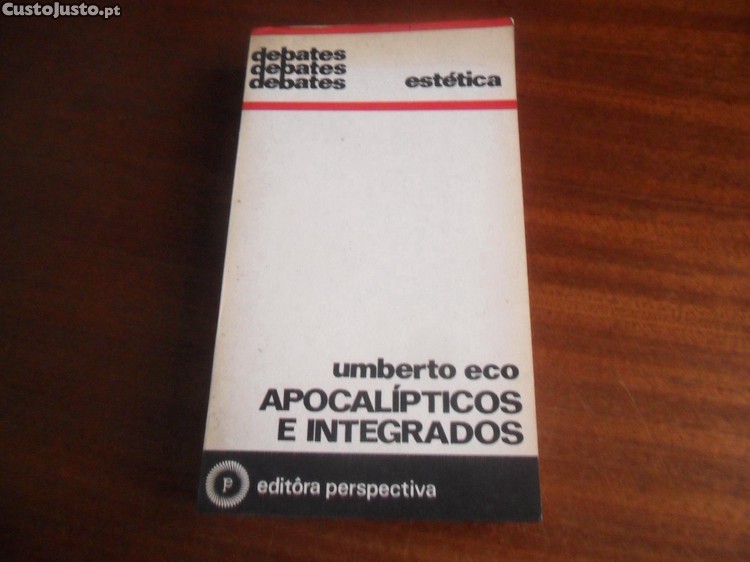 CustoJusto.pt
debates
debates
debates
estética
umberto eco
APOCALÍPTICOS
E INTEGRADOS
editôra perspectiva